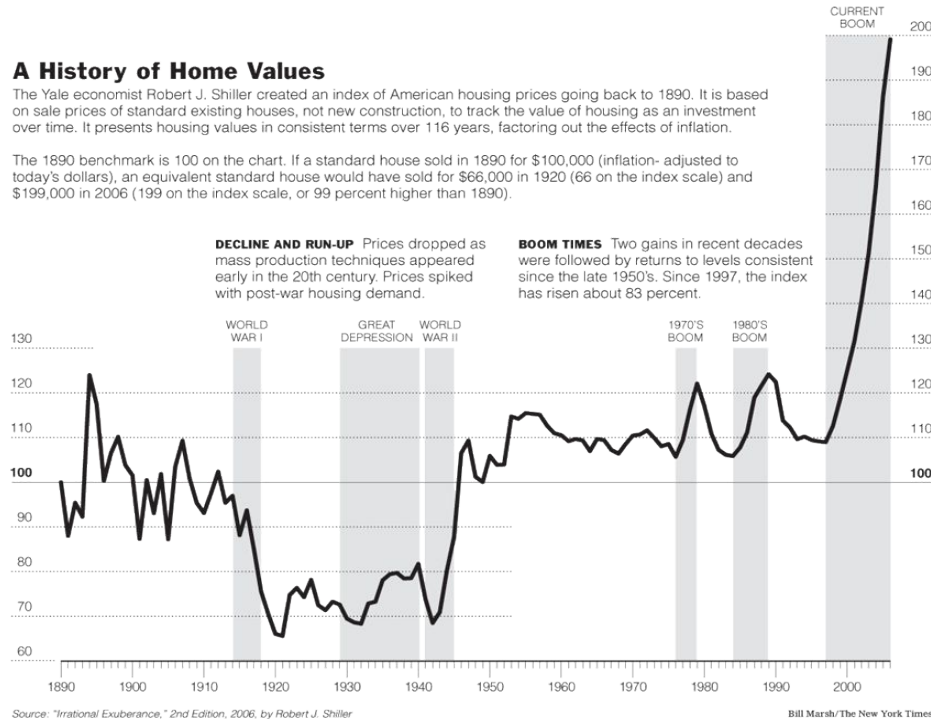 CURRENT
BOOM
200
A History of Home Values
The Yale economist Robert J. Shiller created an index of American housing prices going back to 1890. It is based
on sale prices of standard existing houses, not new construction, to track the value of housing as an investment
over time. It presents housing values in consistent terms over 116 years, factoring out the effects of inflation.
The 1890 benchmark is 100 on the chart. If a standard house sold in 1890 for $100,000 (inflation- adjusted to
today's dollars), an equivalent standard house would have sold for $66,000 in 1920 (66 on the index scale) and
$199,000 in 2006 (199 on the index scale, or 99 percent higher than 1890).
190
180
170
160
150
140
130
120
110
100
DECLINE AND RUN-UP Prices dropped as
mass production techniques appeared
early in the 20th century. Prices spiked
with post-war housing demand.
BOOM TIMES Two gains in recent decades
were followed by returns to levels consistent
since the late 1950's. Since 1997, the index
has risen about 83 percent.
WORLD
WAR I
GREAT
DEPRESSION
WORLD
WAR II
1970'S
BOOM
1980'S
BOOM
130
120
110
100
90
80
70
60
1890 1900 1910 1920 1930 1940 1950 1960 1970 1980 1990 2000
Source: "Irrational Exuberance," 2nd Edition, 2006, by Robert J. Shiller
Bill Marsh/The New York Times